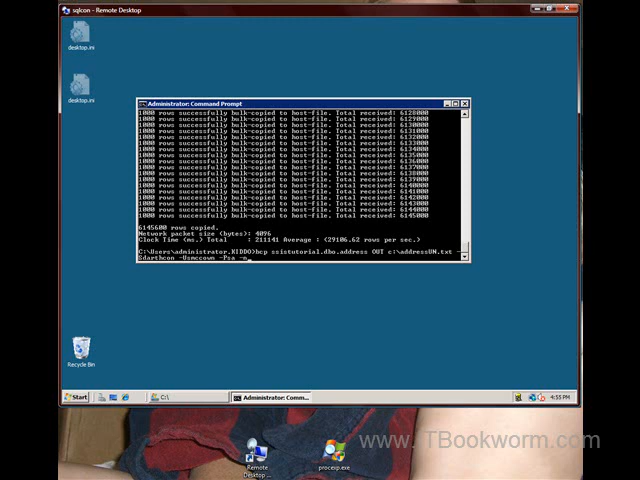 sqlcon - Remote Desktop
desktop.ini
desktop.ini
Administrator: Command Prompt
1000 rows successfully bulk-copied to host-file. Total received: 6128000
1000 rows successfully bulk-copied to host-file. Total received: 6129000
1000 rows successfully bulk-copied to host-file. Total received: 6130000
1000 rows successfully bulk-copied to host-file. Total received: 6131000
1000 rows successfully bulk-copied to host-file. Total received: 6132000
1000 rows successfully bulk-copied to host-file. Total received: 6133000
1000 rows successfully bulk-copied to host-file. Total received: 6134000
1000 rows successfully bulk-copied to host-file. Total received: 6135000
1000 rows successfully bulk-copied to host-file. Total received: 6136000
1000 rows successfully bulk-copied to host-file. Total received: 6137000
1000 rows successfully bulk-copied to host-file. Total received: 6138000
1000 rows successfully bulk-copied to host-file. Total received: 6139000
1000 rows successfully bulk-copied to host-file. Total received: 6140000
1000 rows successfully bulk-copied to host-file. Total received: 6141000
1000 rows successfully bulk-copied to host-file. Total received: 6142000
1000 rows successfully bulk-copied to host-file. Total received: 6143000
1000 rows successfully bulk-copied to host-file. Total received: 6144000
1000 rows successfully bulk-copied to host-file. Total received: 6145000
6145600 rows copied.
Network packet size (bytes): 4096
Clock Time (ms.) Total : 211141 Average : (29106.62 rows per sec.)
C:\Users\administrator.KIDDO>bcp ssistutorial.dbo.address OUT c:\addressUN.txt -
Sdarthcon -Usmccown -Psa -n_
Recycle Bin
Start
C:\
Administrator: Comm...
4:55 PM
Remote
Desktop ...
procexp.exe
www.ITBookworm.com